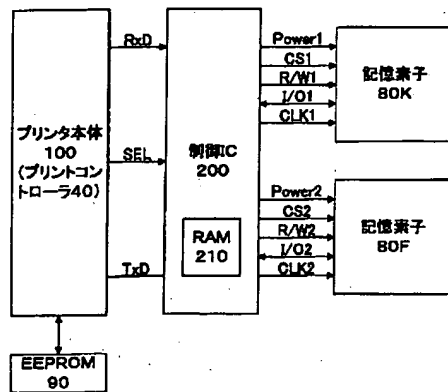 RxD
SEL
TxD
プリンタ本体
100
(プリントコン
トローラ40)
EEPROM
90
制御IC
200
RAM
210
Power1
CS1
R/W1
I/O1
CLK1
記憶素子
80K
Power2
CS2
R/W2
I/O2
CLK2
記憶素子
80F